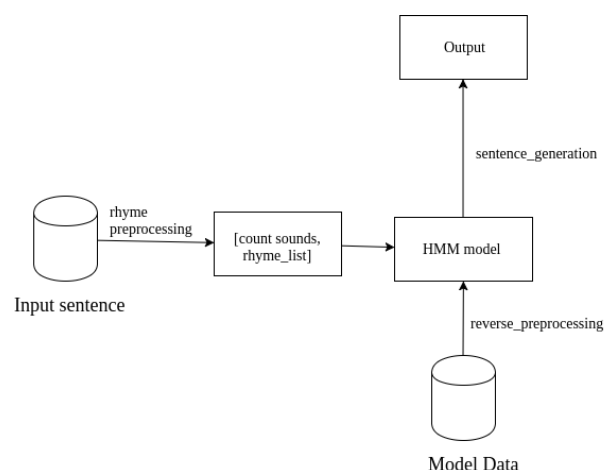 Output
sentence_generation
rhyme
preprocessing
[count sounds,
rhyme_list]
HMM model
Input sentence
reverse_preprocessing
Model Data